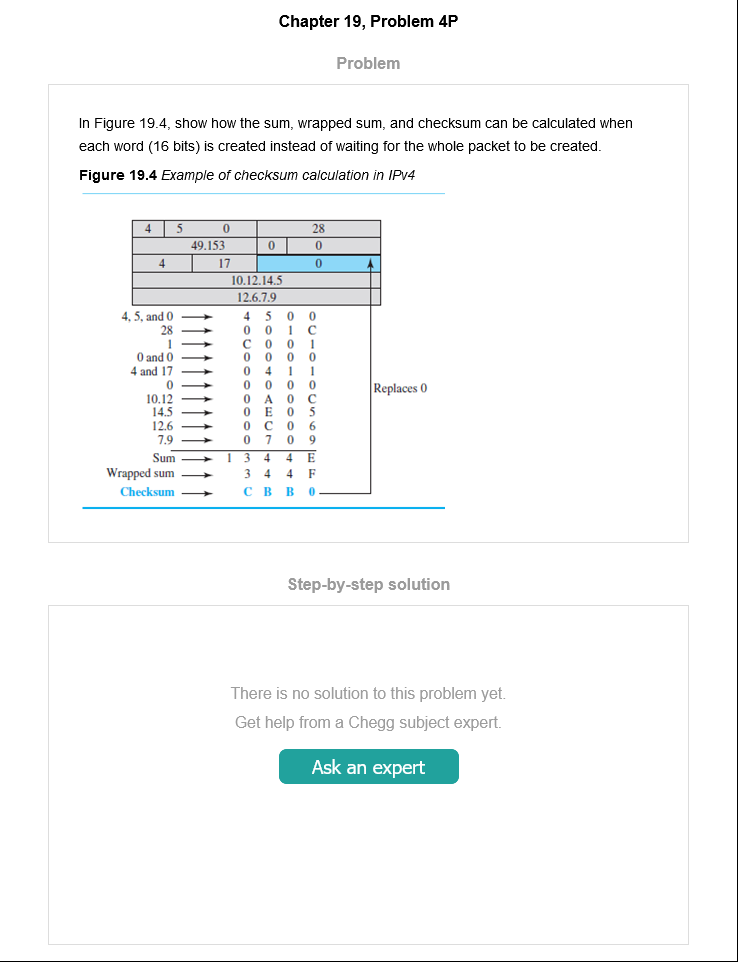 Chapter 19, Problem 4P
Problem
In Figure 19.4, show how the sum, wrapped sum, and checksum can be calculated when
each word (16 bits) is created instead of waiting for the whole packet to be created.
Figure 19.4 Example of checksum calculation in IPv4
4 5 0 28
49.153 0 0
4 17 0
10.12.14.5
12.6.7.9
4, 5, and 0 4 5 0 0
28 0 0 1 C
1 C 0 0 1
0 and 0 0 0 0 0
4 and 17 0 4 1 1
0 0 0 0 0
10.12 0 A 0 C
14.5 0 E 0 5
12.6 0 C 0 6
7.9 0 7 0 9
Sum 1 3 4 4 E
Wrapped sum 3 4 4 F
Checksum C B B 0
Replaces 0
Step-by-step solution
There is no solution to this problem yet.
Get help from a Chegg subject expert.
Ask an expert